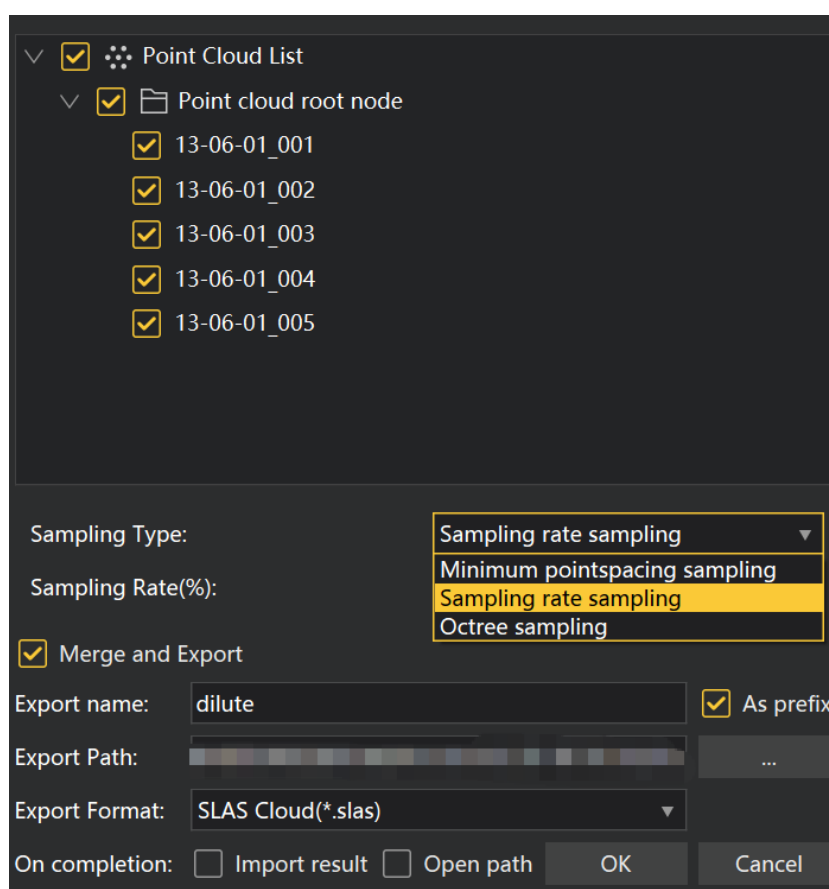 Point Cloud List
Point cloud root node
13-06-01_001
13-06-01_002
13-06-01_003
13-06-01_004
13-06-01_005
Sampling Type: Sampling rate sampling
Minimum pointspacing sampling
Sampling Rate(%): Sampling rate sampling
Octree sampling
Merge and Export
Export name: dilute As prefix
Export Path: ...
Export Format: SLAS Cloud(*.slas)
On completion: Import result Open path OK Cancel